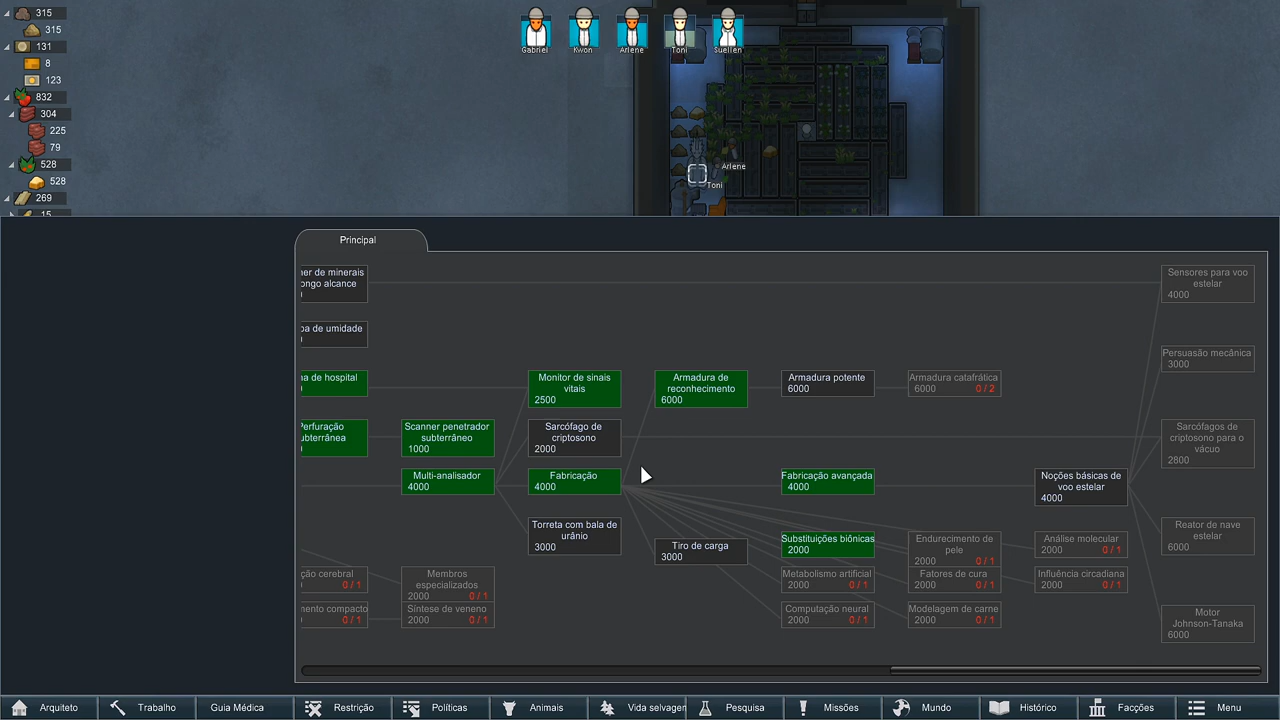 315
315
131
8
123
832
304
225
79
528
528
269
15
Gabriel
Kwon
Arlene
Toni
Suellen
Arlene
Toni
Principal
ner de minerais
ongo alcance
ba de umidade
na de hospital
Perfuração
ubterrânea
Scanner penetrador
subterrâneo
1000
Multi-analisador
4000
Monitor de sinais
vitais
2500
Sarcófago de
criptosono
2000
Fabricação
4000
Torreta com bala de
urânio
3000
Armadura de
reconhecimento
6000
Armadura potente
6000
Armadura catafrática
6000 0 / 2
Fabricação avançada
4000
Noções básicas de
voo estelar
4000
Tiro de carga
3000
Substituições biônicas
2000
Endurecimento de
pele
2000 0 / 1
Análise molecular
2000 0 / 1
Metabolismo artificial
2000 0 / 1
Fatores de cura
2000 0 / 1
Influência circadiana
2000 0 / 1
Computação neural
2000 0 / 1
Modelagem de carne
2000 0 / 1
ção cerebral
0 / 1
Membros
especializados
2000 0 / 1
mento compacto
0 / 1
Síntese de veneno
2000 0 / 1
Sensores para voo
estelar
4000
Persuasão mecânica
3000
Sarcófagos de
criptosono para o
vácuo
2800
Reator de nave
estelar
6000
Motor
Johnson-Tanaka
6000
Arquiteto
Trabalho
Guia Médica
Restrição
Políticas
Animais
Vida selvagem
Pesquisa
Missões
Mundo
Histórico
Facções
Menu